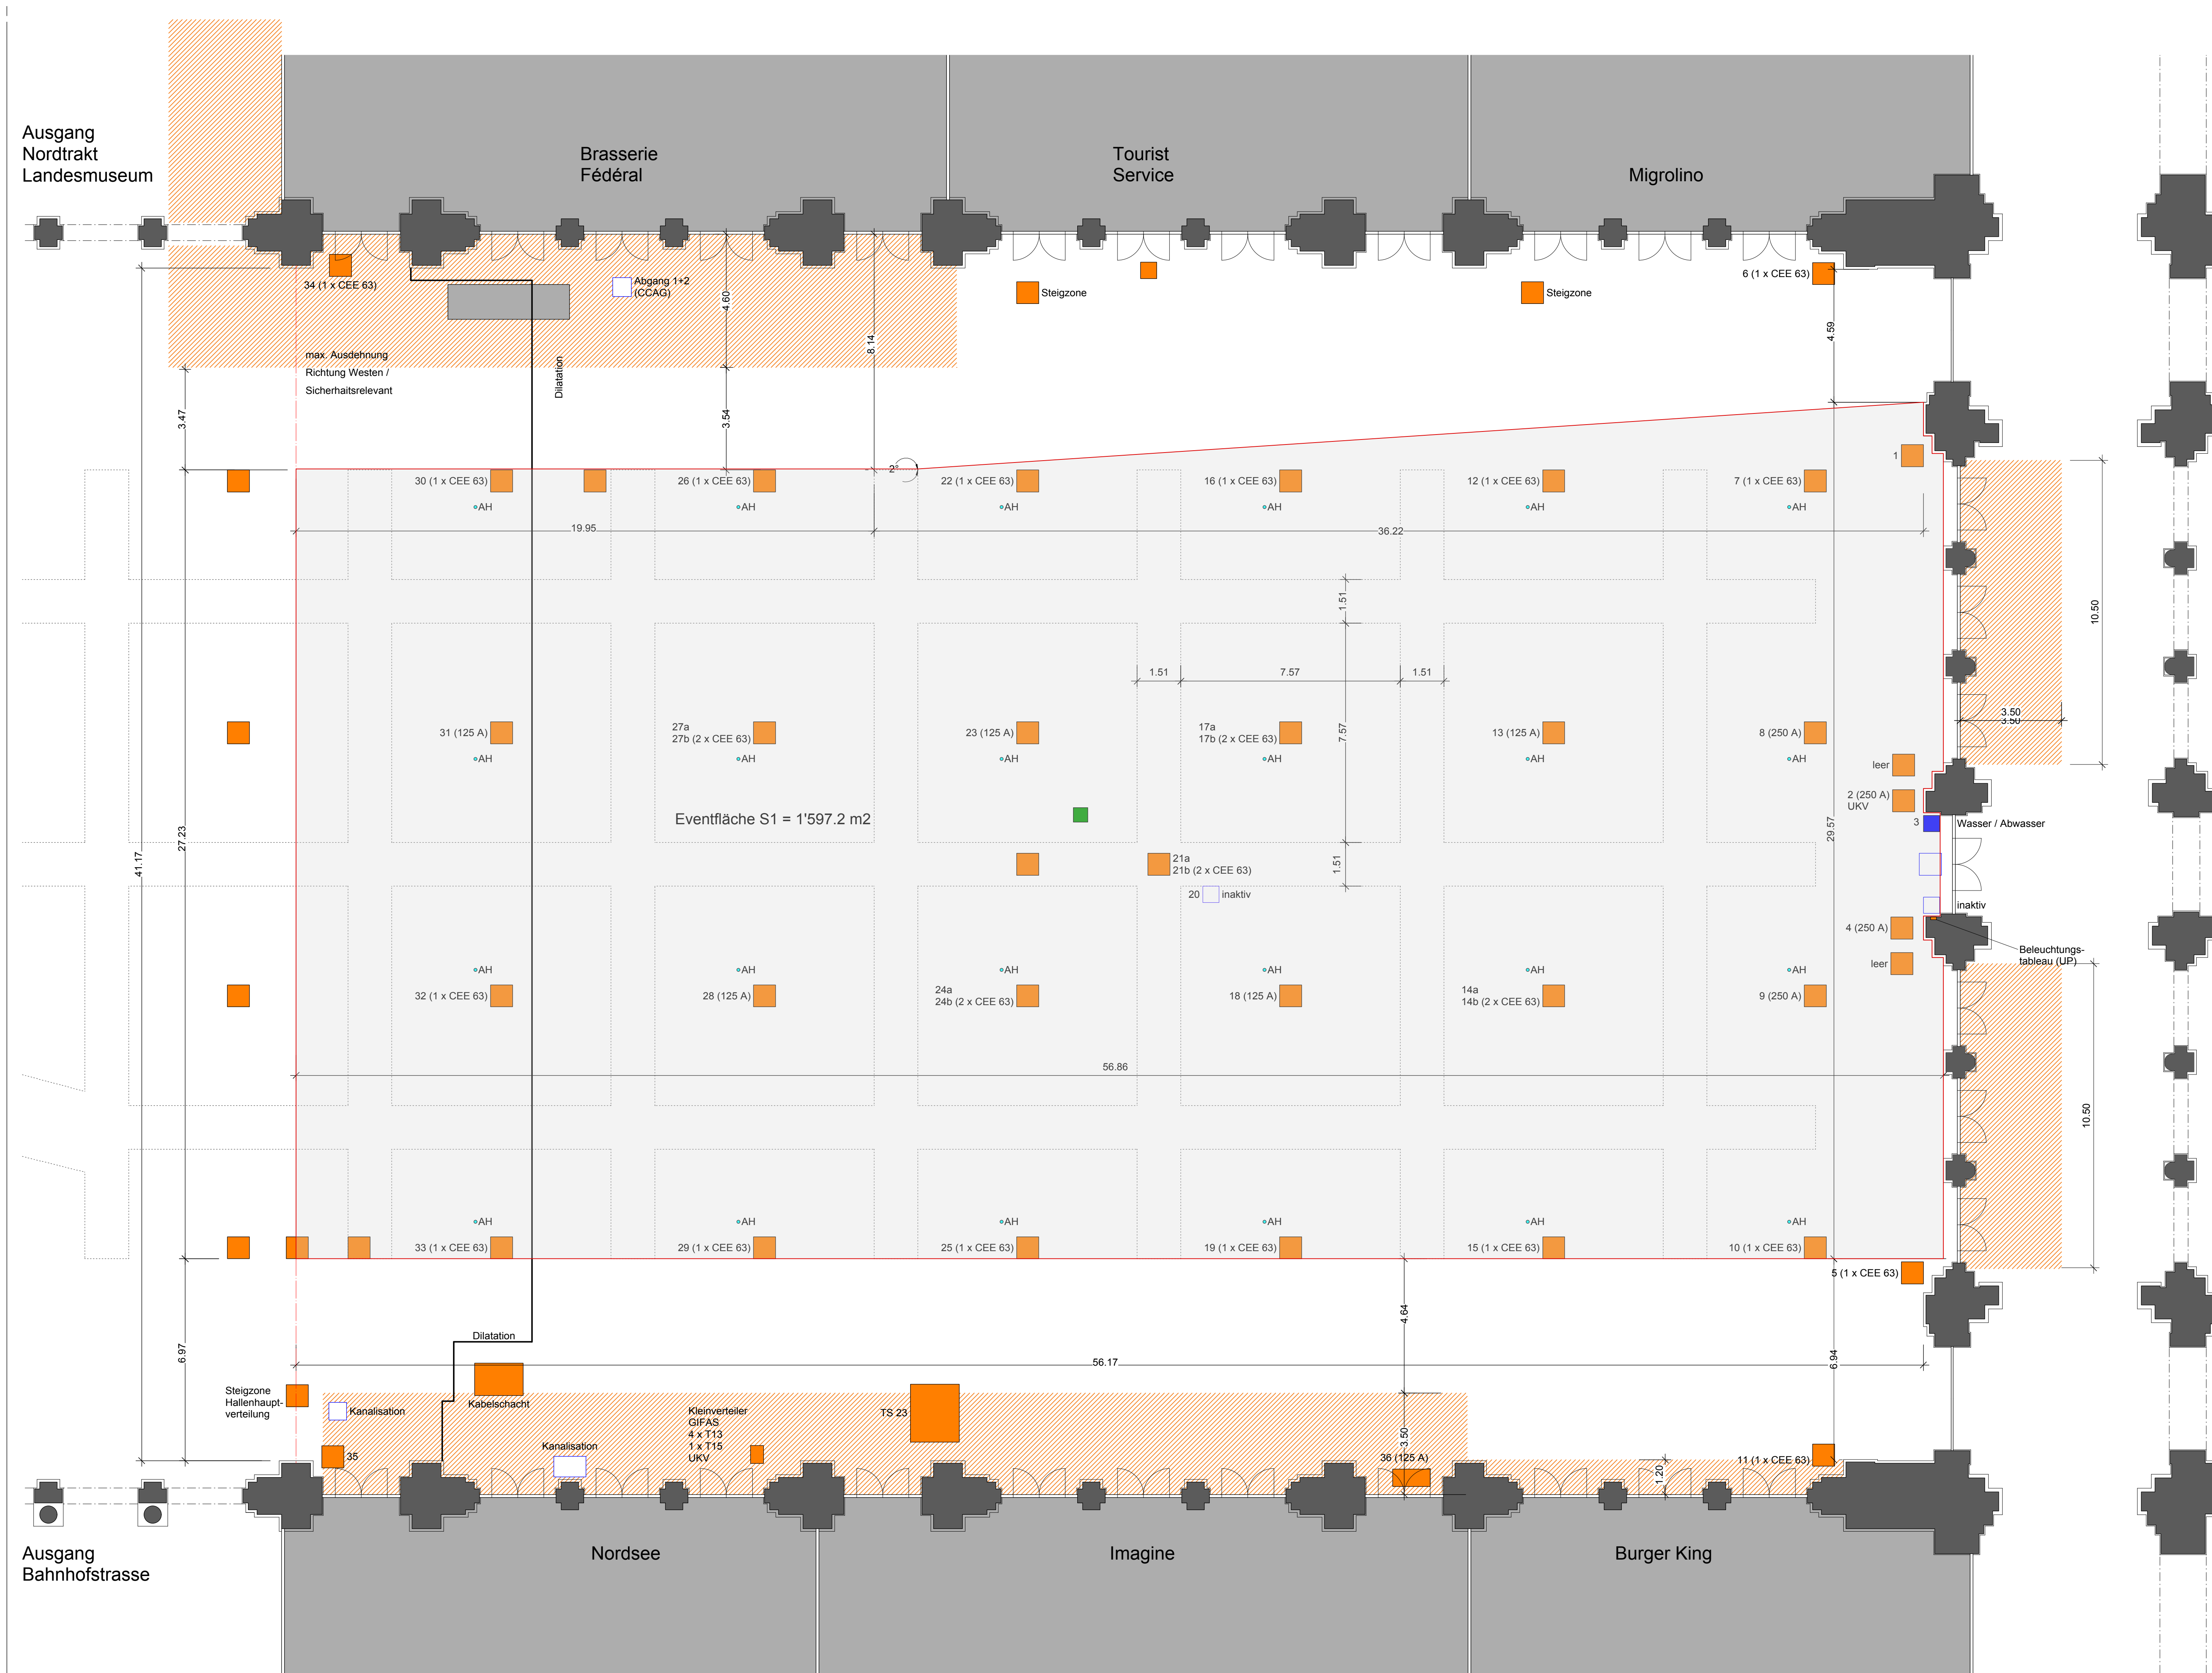 Ausgang
Nordtrakt
Landesmuseum
Brasserie
Fédéral
Tourist
Service
Migrolino
34 (1 x CEE 63)
Abgang 1+2
(CCAG)
Steigzone
Steigzone
6 (1 x CEE 63)
4.60
8.14
4.59
max. Ausdehnung
Richtung Westen /
Sicherhaitsrelevant
Dilatation
3.47
3.54
2°
1
30 (1 x CEE 63)
26 (1 x CEE 63)
22 (1 x CEE 63)
16 (1 x CEE 63)
12 (1 x CEE 63)
7 (1 x CEE 63)
AH
AH
AH
AH
AH
AH
19.95
36.22
1.51
10.50
1.51
7.57
1.51
7.57
3.50
3.50
31 (125 A)
27a
27b (2 x CEE 63)
23 (125 A)
17a
17b (2 x CEE 63)
13 (125 A)
8 (250 A)
AH
AH
AH
AH
AH
AH
leer
2 (250 A)
UKV
3
Wasser / Abwasser
Eventfläche S1 = 1'597.2 m2
29.57
27.23
41.17
21a
21b (2 x CEE 63)
1.51
20
inaktiv
inaktiv
4 (250 A)
Beleuchtungs-
tableau (UP)
leer
AH
AH
AH
AH
AH
AH
32 (1 x CEE 63)
28 (125 A)
24a
24b (2 x CEE 63)
18 (125 A)
14a
14b (2 x CEE 63)
9 (250 A)
56.86
10.50
AH
AH
AH
AH
AH
AH
33 (1 x CEE 63)
29 (1 x CEE 63)
25 (1 x CEE 63)
19 (1 x CEE 63)
15 (1 x CEE 63)
10 (1 x CEE 63)
5 (1 x CEE 63)
4.64
Dilatation
6.97
56.17
6.94
Steigzone
Hallenhaupt-
verteilung
Kanalisation
Kabelschacht
Kleinverteiler
GIFAS
4 x T13
1 x T15
UKV
TS 23
3.50
Kanalisation
35
36 (125 A)
1.20
11 (1 x CEE 63)
Ausgang
Bahnhofstrasse
Nordsee
Imagine
Burger King